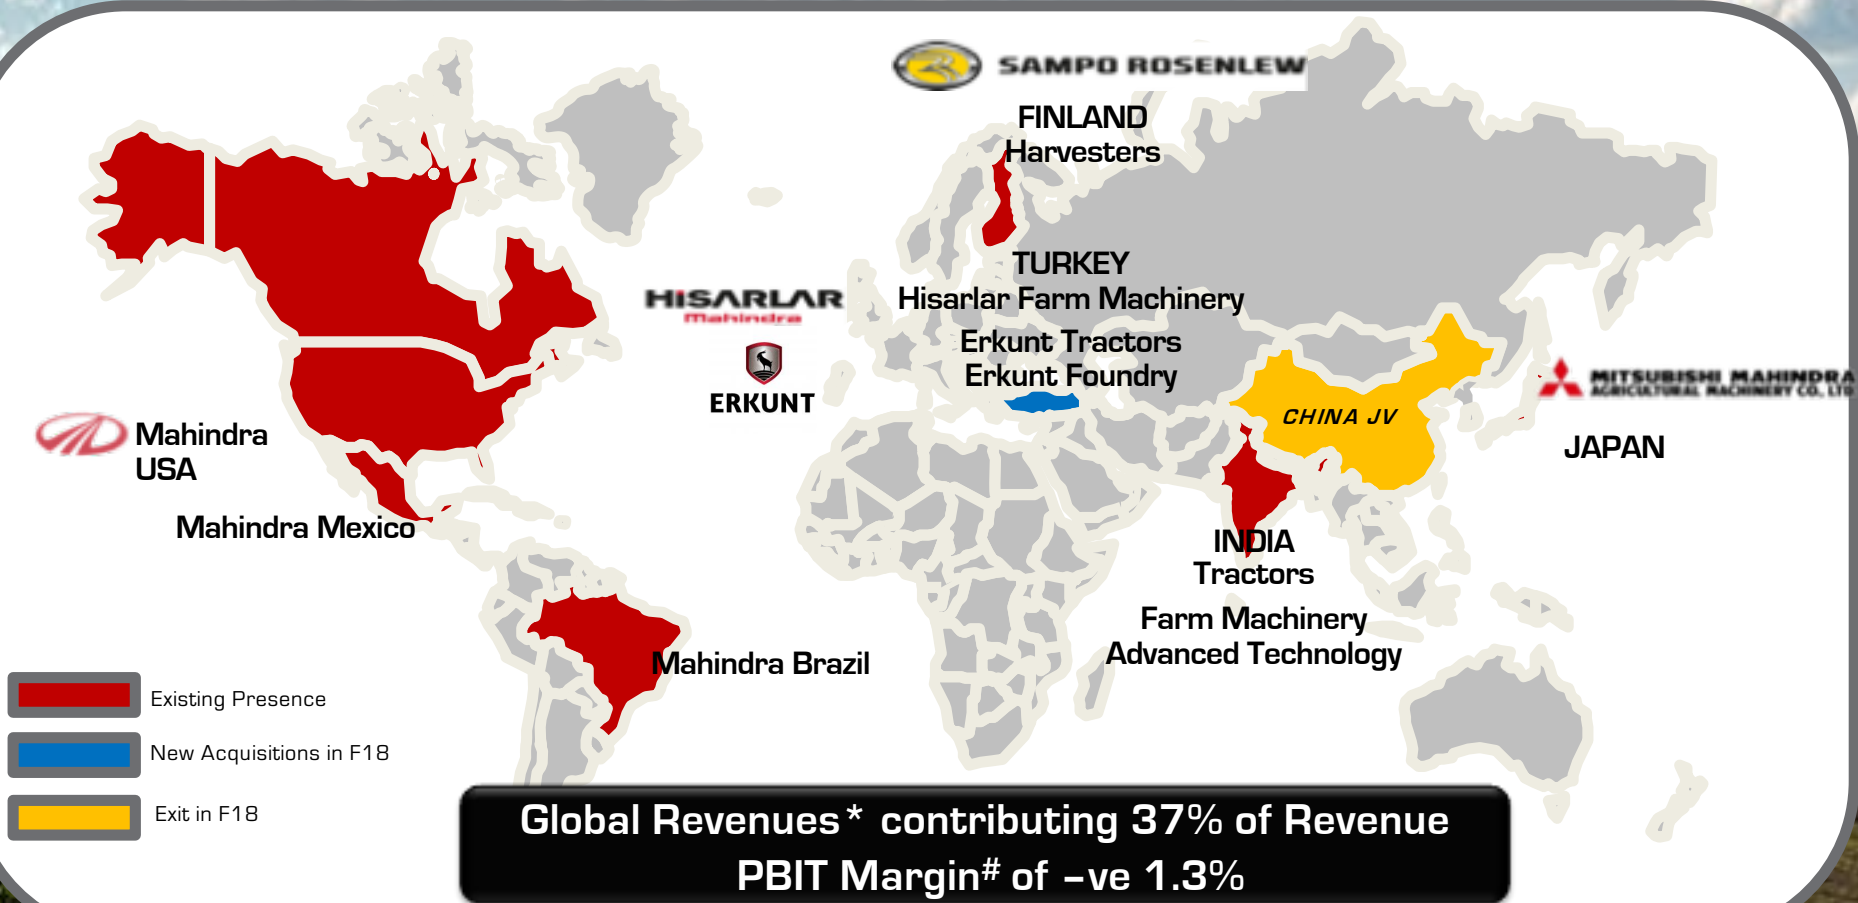 SAMPO ROSENLEW
FINLAND
Harvesters
TURKEY
Hisarlar Farm Machinery
HiSARLAR
Mahindra
Erkunt Tractors
Erkunt Foundry
ERKUNT
MITSUBISHI MAHINDRA
AGRICULTURAL MACHINERY CO., LTD
JAPAN
CHINA JV
Mahindra
USA
Mahindra Mexico
INDIA
Tractors
Farm Machinery
Advanced Technology
Mahindra Brazil
Existing Presence
New Acquisitions in F18
Exit in F18
Global Revenues* contributing 37% of Revenue
PBIT Margin# of –ve 1.3%